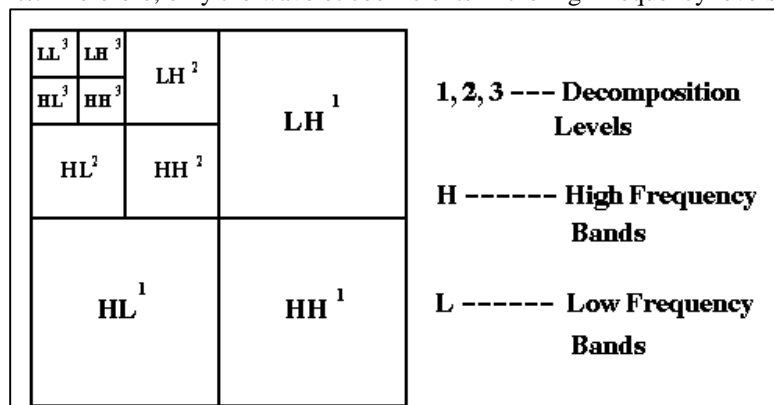 LL³ LH³ LH² LH¹
HL³ HH³
HL² HH²
HL¹ HH¹
1, 2, 3 --- Decomposition
Levels
H ------ High Frequency
Bands
L ------ Low Frequency
Bands